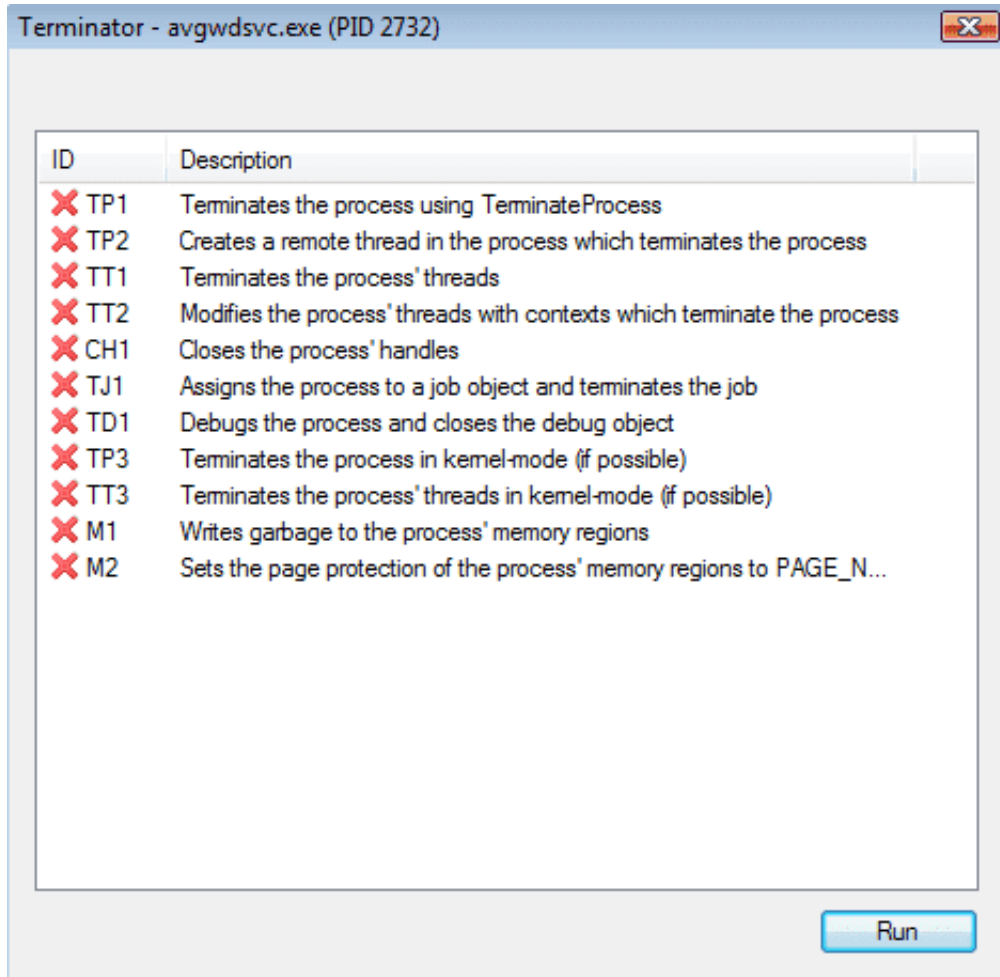 Terminator - avgwdsvc.exe (PID 2732)
ID Description
TP1 Terminates the process using TerminateProcess
TP2 Creates a remote thread in the process which terminates the process
TT1 Terminates the process' threads
TT2 Modifies the process' threads with contexts which terminate the process
CH1 Closes the process' handles
TJ1 Assigns the process to a job object and terminates the job
TD1 Debugs the process and closes the debug object
TP3 Terminates the process in kernel-mode (if possible)
TT3 Terminates the process' threads in kernel-mode (if possible)
M1 Writes garbage to the process' memory regions
M2 Sets the page protection of the process' memory regions to PAGE_N...
Run